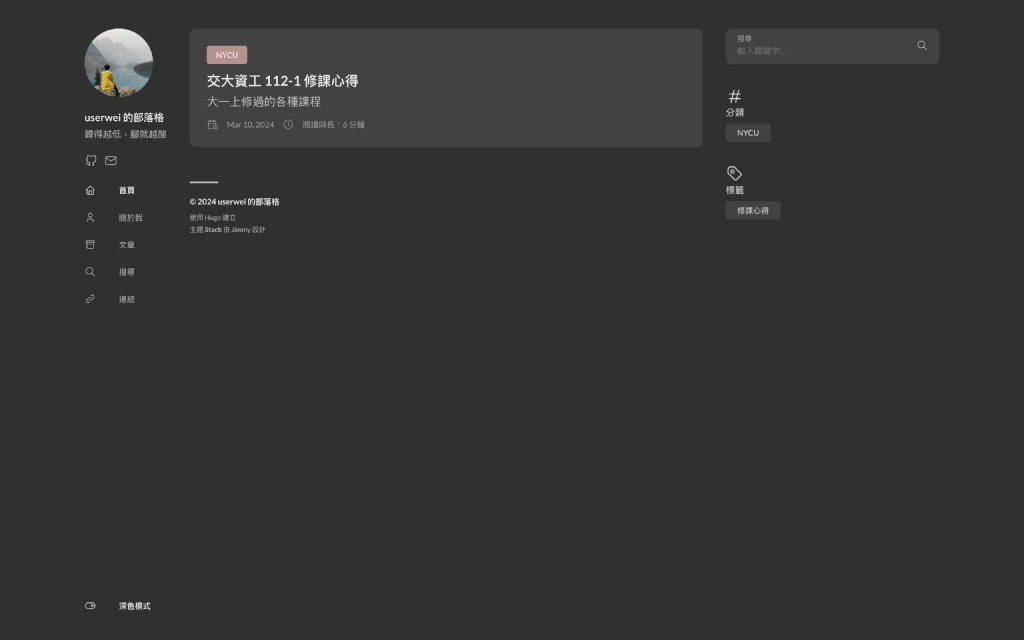 userwei 的部落格
蹲得越低，腳就越酸
首頁
關於我
文章
搜尋
連結
深色模式
NYCU
交大資工 112-1 修課心得
大一上修過的各種課程
Mar 10, 2024
閱讀時長：6 分鐘
© 2024 userwei 的部落格
使用 Hugo 建立
主題 Stack 由 Jimmy 設計
搜尋
輸入關鍵字...
分類
NYCU
標籤
修課心得